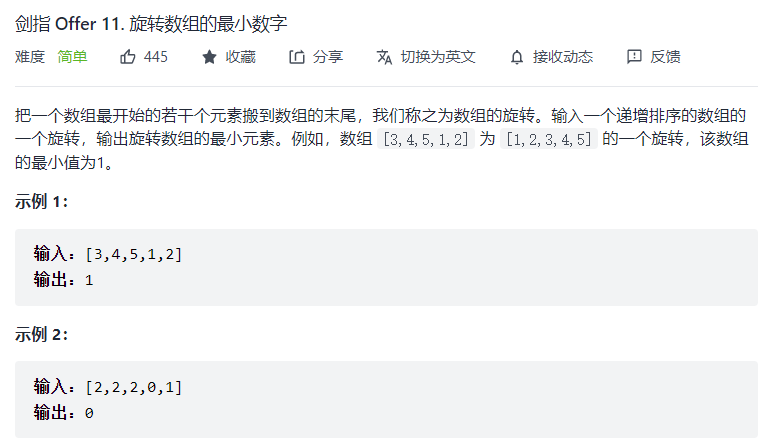 剑指 Offer 11. 旋转数组的最小数字
难度 简单 445 收藏 分享 切换为英文 接收动态 反馈
把一个数组最开始的若干个元素搬到数组的末尾，我们称之为数组的旋转。输入一个递增排序的数组的
一个旋转，输出旋转数组的最小元素。例如，数组 [3,4,5,1,2] 为 [1,2,3,4,5] 的一个旋转，该数组
的最小值为1。
示例 1：
输入：[3,4,5,1,2]
输出：1
示例 2：
输入：[2,2,2,0,1]
输出：0